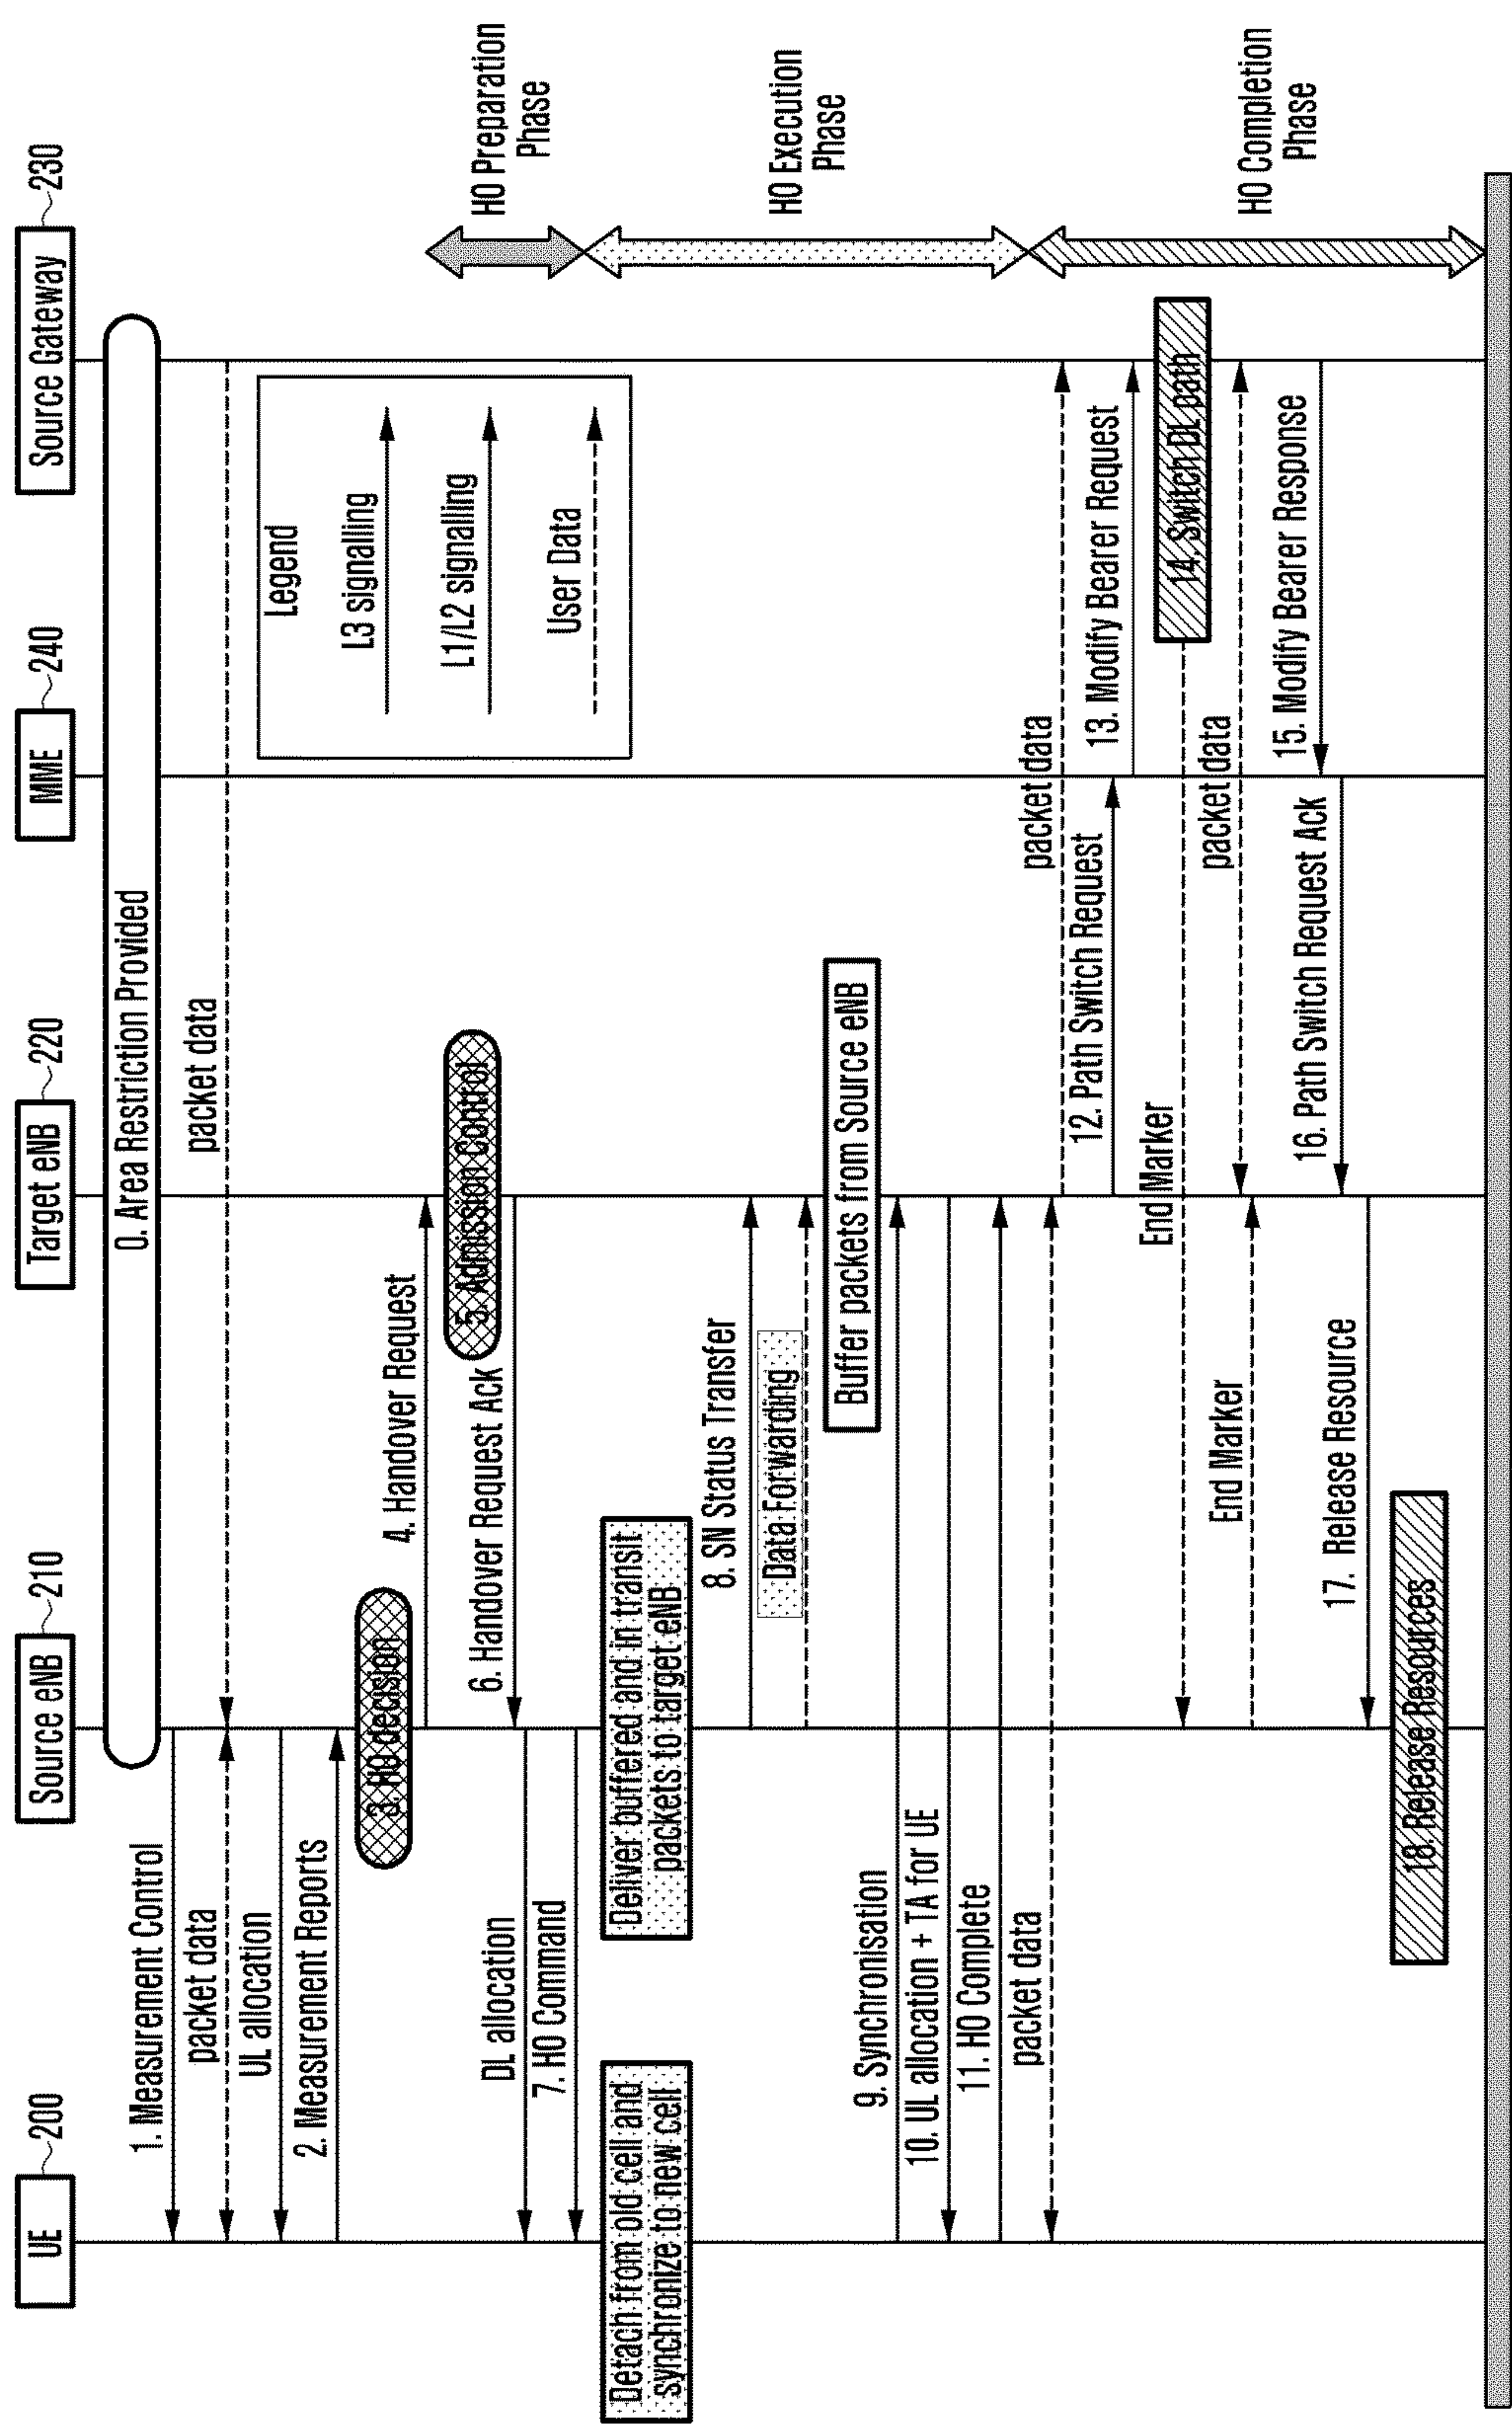 UE
200
Source eNB
210
Target eNB
220
MME
240
Source Gateway
230
0. Area Restriction Provided
1. Measurement Control
packet data
packet data
UL allocation
2. Measurement Reports
Legend
L3 signalling
L1/L2 signalling
User Data
3. HO decision
4. Handover Request
5. Admission Control
6. Handover Request Ack
DL allocation
7. HO Command
HO Preparation
Phase
Detach from old cell and
synchronize to new cell
Deliver buffered and in transit
packets to target eNB
8. SN Status Transfer
Data Forwarding
Buffer packets from Source eNB
9. Synchronisation
10. UL allocation + TA for UE
11. HO Complete
packet data
HO Execution
Phase
packet data
12. Path Switch Request
13. Modify Bearer Request
End Marker
14. Switch DL path
packet data
End Marker
15. Modify Bearer Response
16. Path Switch Request Ack
17. Release Resource
18. Release Resources
HO Completion
Phase